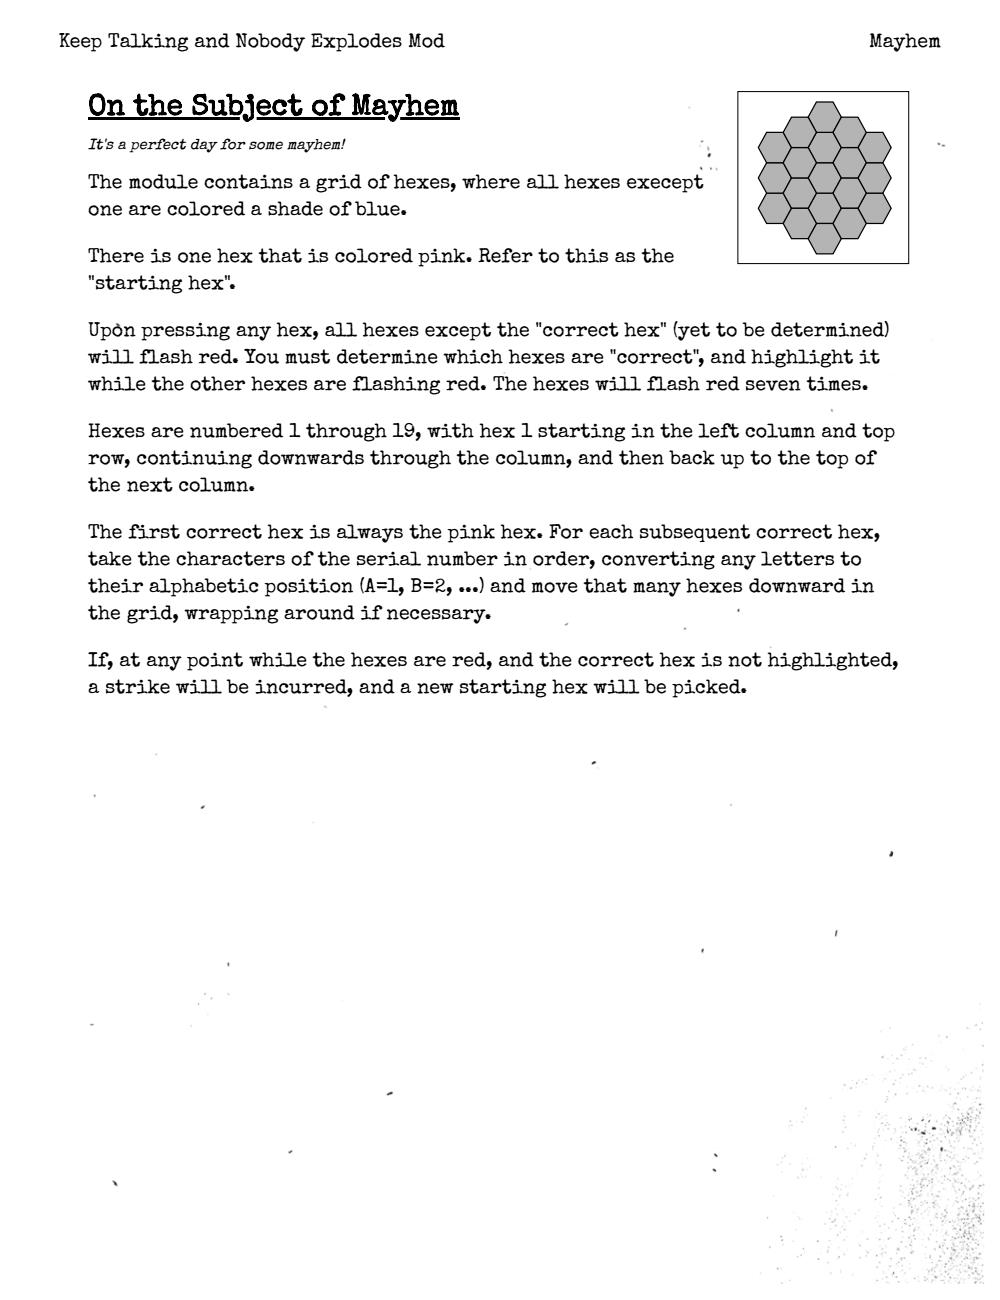 Keep Talking and Nobody Explodes Mod
Mayhem
On the Subject of Mayhem
It's a perfect day for some mayhem!
The module contains a grid of hexes, where all hexes execept
one are colored a shade of blue.
There is one hex that is colored pink. Refer to this as the
"starting hex".
Upon pressing any hex, all hexes except the "correct hex" (yet to be determined)
will flash red. You must determine which hexes are "correct", and highlight it
while the other hexes are flashing red. The hexes will flash red seven times.
Hexes are numbered 1 through 19, with hex 1 starting in the left column and top
row, continuing downwards through the column, and then back up to the top of
the next column.
The first correct hex is always the pink hex. For each subsequent correct hex,
take the characters of the serial number in order, converting any letters to
their alphabetic position (A=1, B=2, ...) and move that many hexes downward in
the grid, wrapping around if necessary.
If, at any point while the hexes are red, and the correct hex is not highlighted,
a strike will be incurred, and a new starting hex will be picked.